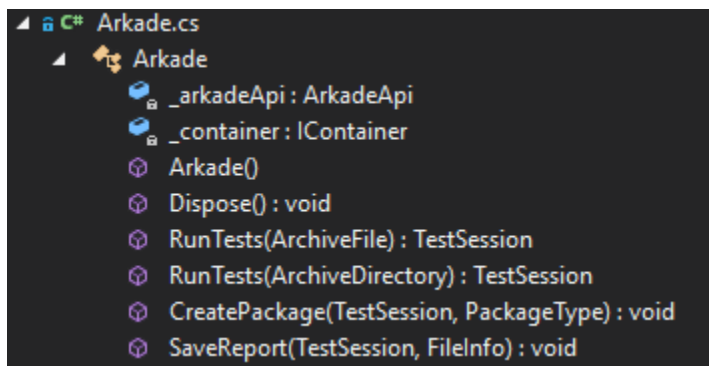 C# Arkade.cs
Arkade
_arkadeApi : ArkadeApi
_container : IContainer
Arkade()
Dispose() : void
RunTests(ArchiveFile) : TestSession
RunTests(ArchiveDirectory) : TestSession
CreatePackage(TestSession, PackageType) : void
SaveReport(TestSession, FileInfo) : void